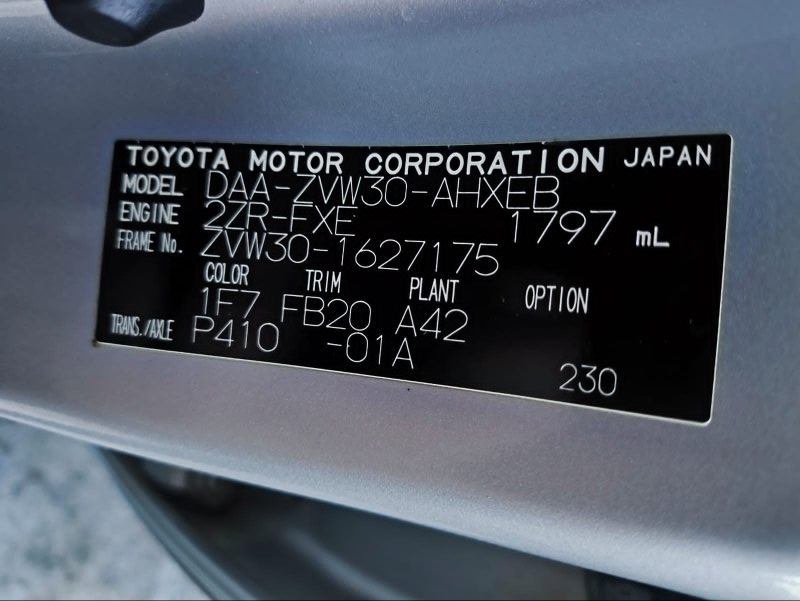 TOYOTA MOTOR CORPORATION JAPAN
MODEL DAA-ZVW30-AHXEB
ENGINE 2ZR-FXE 1797 mL
FRAME No. ZVW30-1627175
COLOR TRIM PLANT OPTION
1F7 FB20 A42
TRANS./AXLE P410 -01A
230